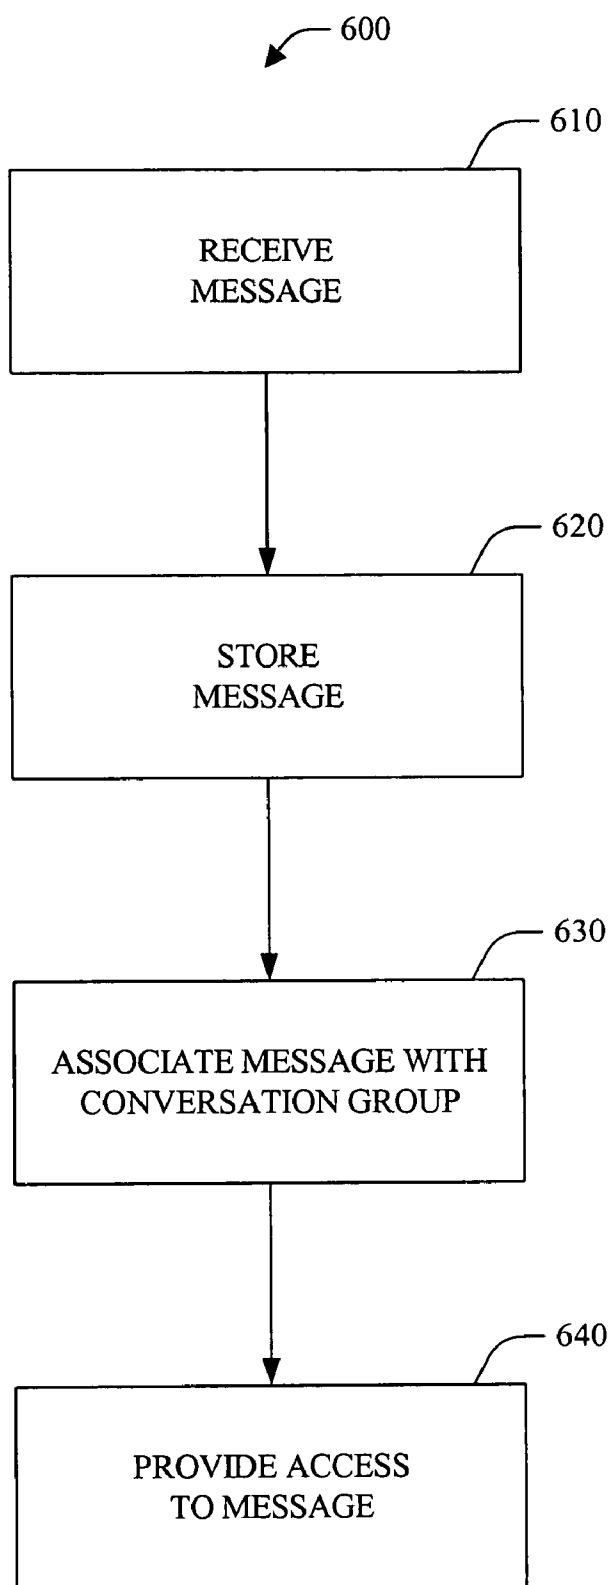 600
610
RECEIVE
MESSAGE
620
STORE
MESSAGE
630
ASSOCIATE MESSAGE WITH
CONVERSATION GROUP
640
PROVIDE ACCESS
TO MESSAGE